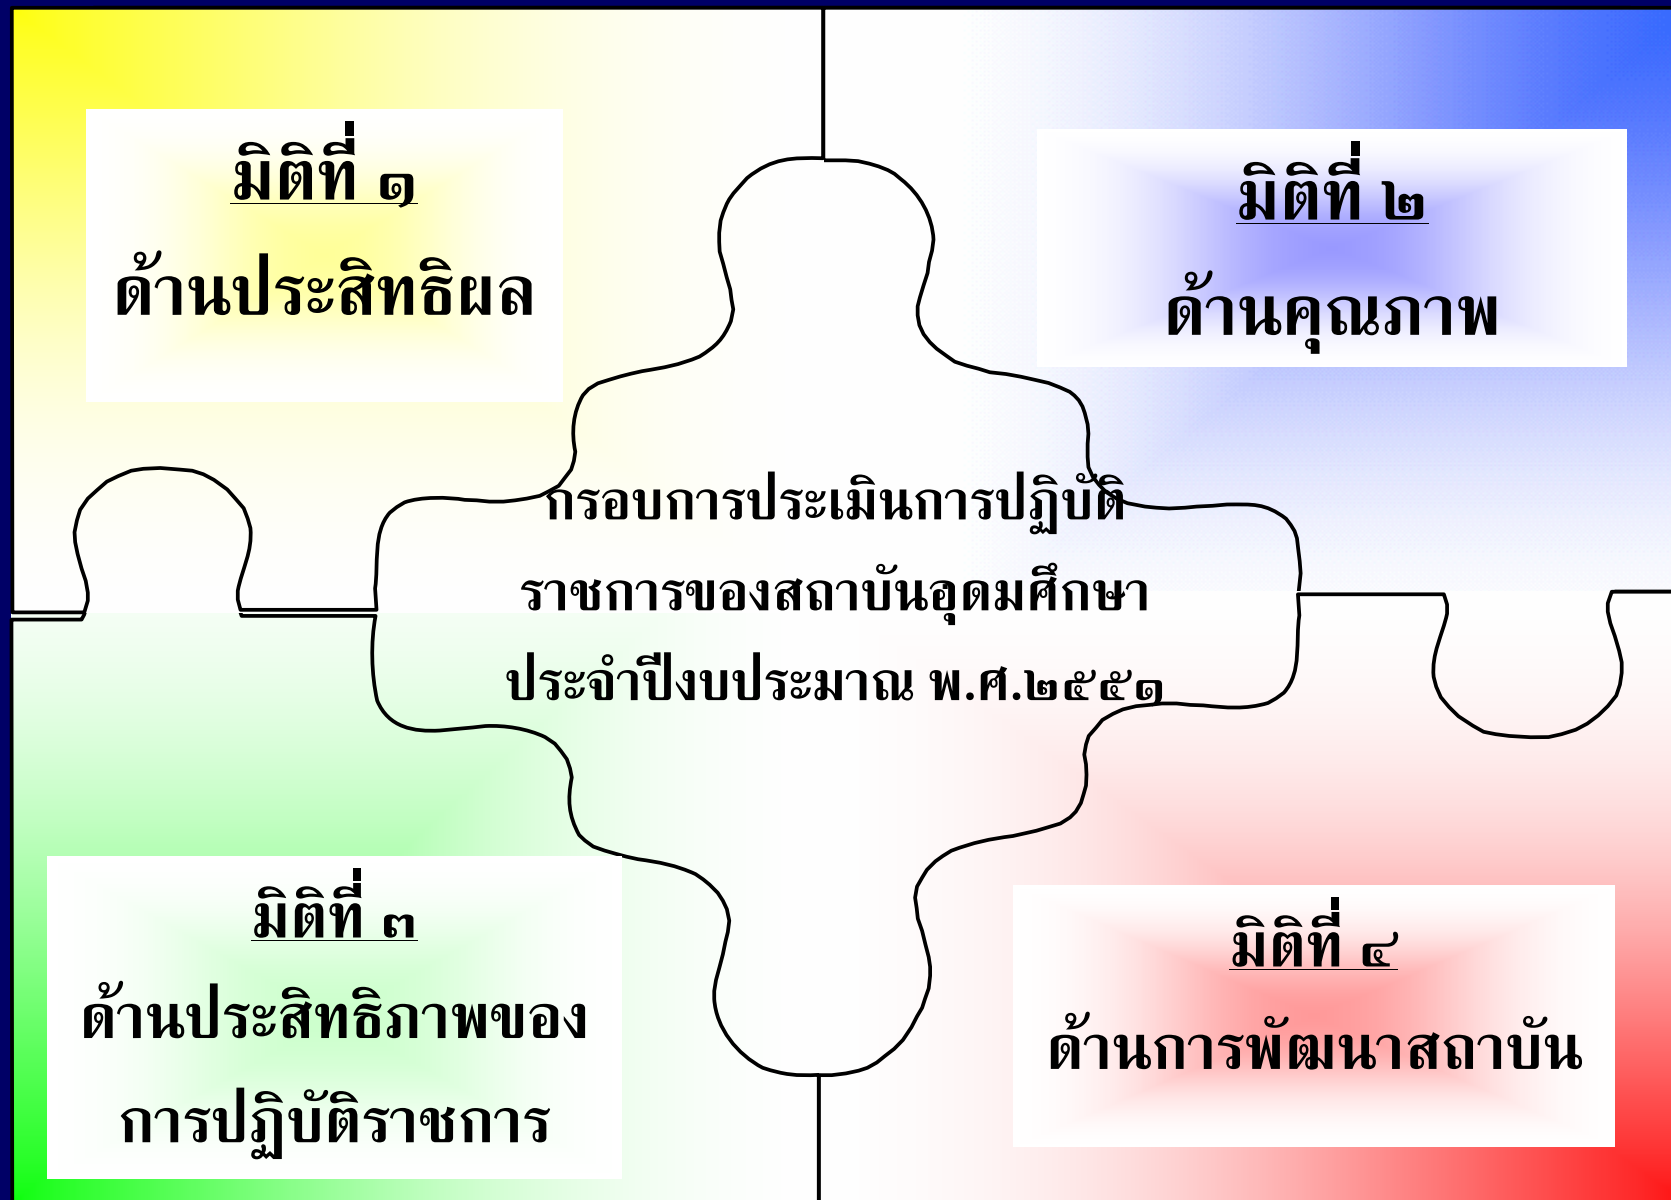 มิติที่ ๑
ด้านประสิทธิผล
มิติที่ ๒
ด้านคุณภาพ
กรอบการประเมินการปฏิบัติ
ราชการของสถาบันอุดมศึกษา
ประจำปีงบประมาณ พ.ศ.๒๕๕๑
มิติที่ ๓
ด้านประสิทธิภาพของ
การปฏิบัติราชการ
มิติที่ ๔
ด้านการพัฒนาสถาบัน